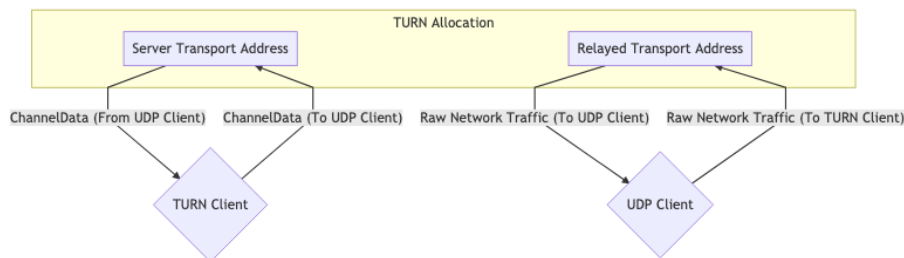 TURN Allocation
Server Transport Address
Relayed Transport Address
ChannelData (From UDP Client)
ChannelData (To UDP Client)
Raw Network Traffic (To UDP Client)
Raw Network Traffic (To TURN Client)
TURN Client
UDP Client